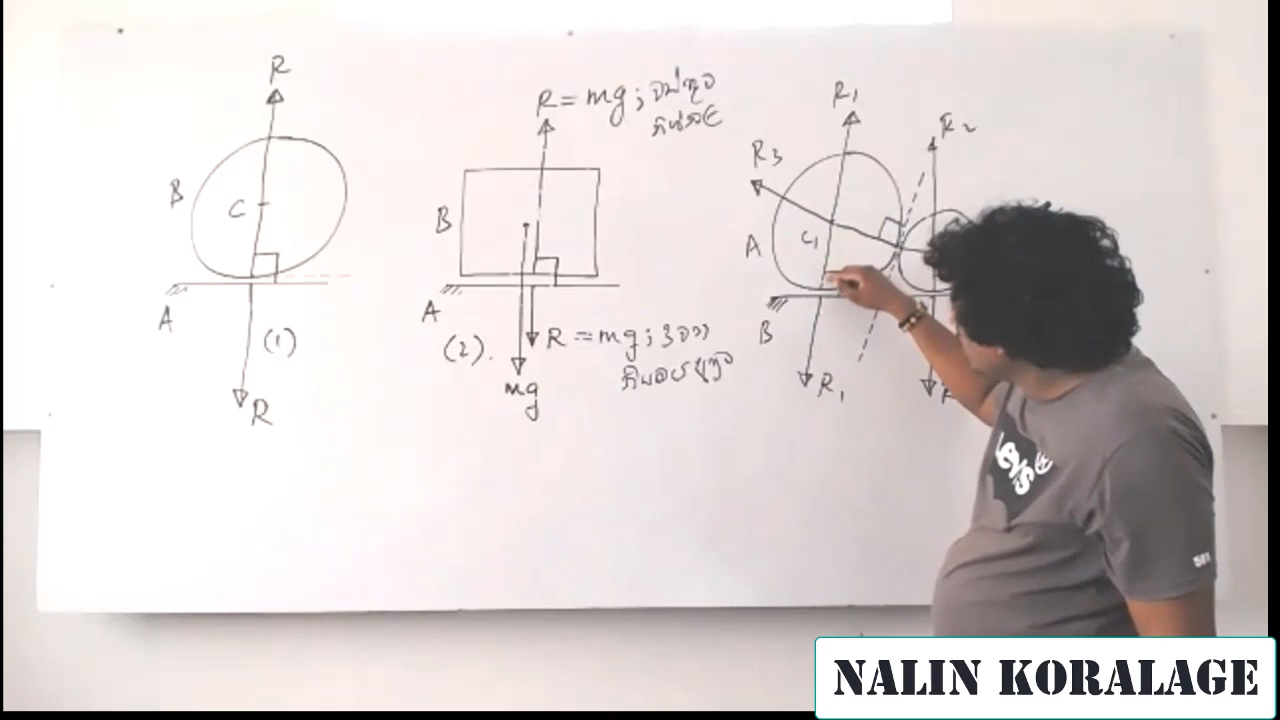 R
B
C
A
(1)
R
R = mg ;
B
A
(2).
R = mg ;
mg
R1
R2
R3
A
C1
B
R1
NALIN KORALAGE